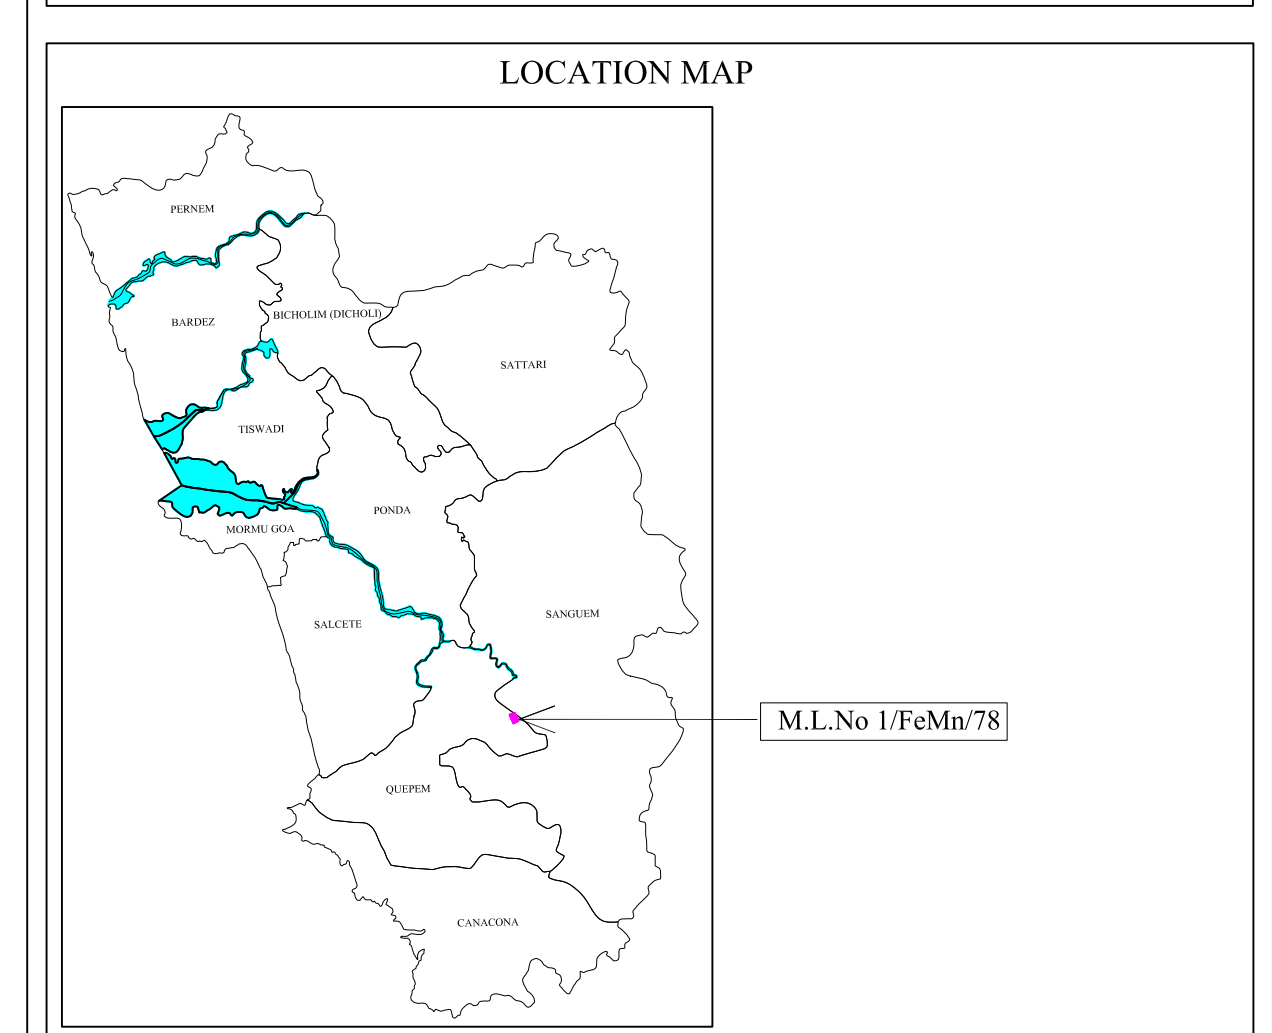 LOCATION MAP
PERNEM
BICHOLIM (DICHOLI)
BARDEZ
SATTARI
TISWADI
PONDA
MORMU GOA
SANGUEM
SALCETE
M.L.No 1/FeMn/78
QUEPEM
CANACONA